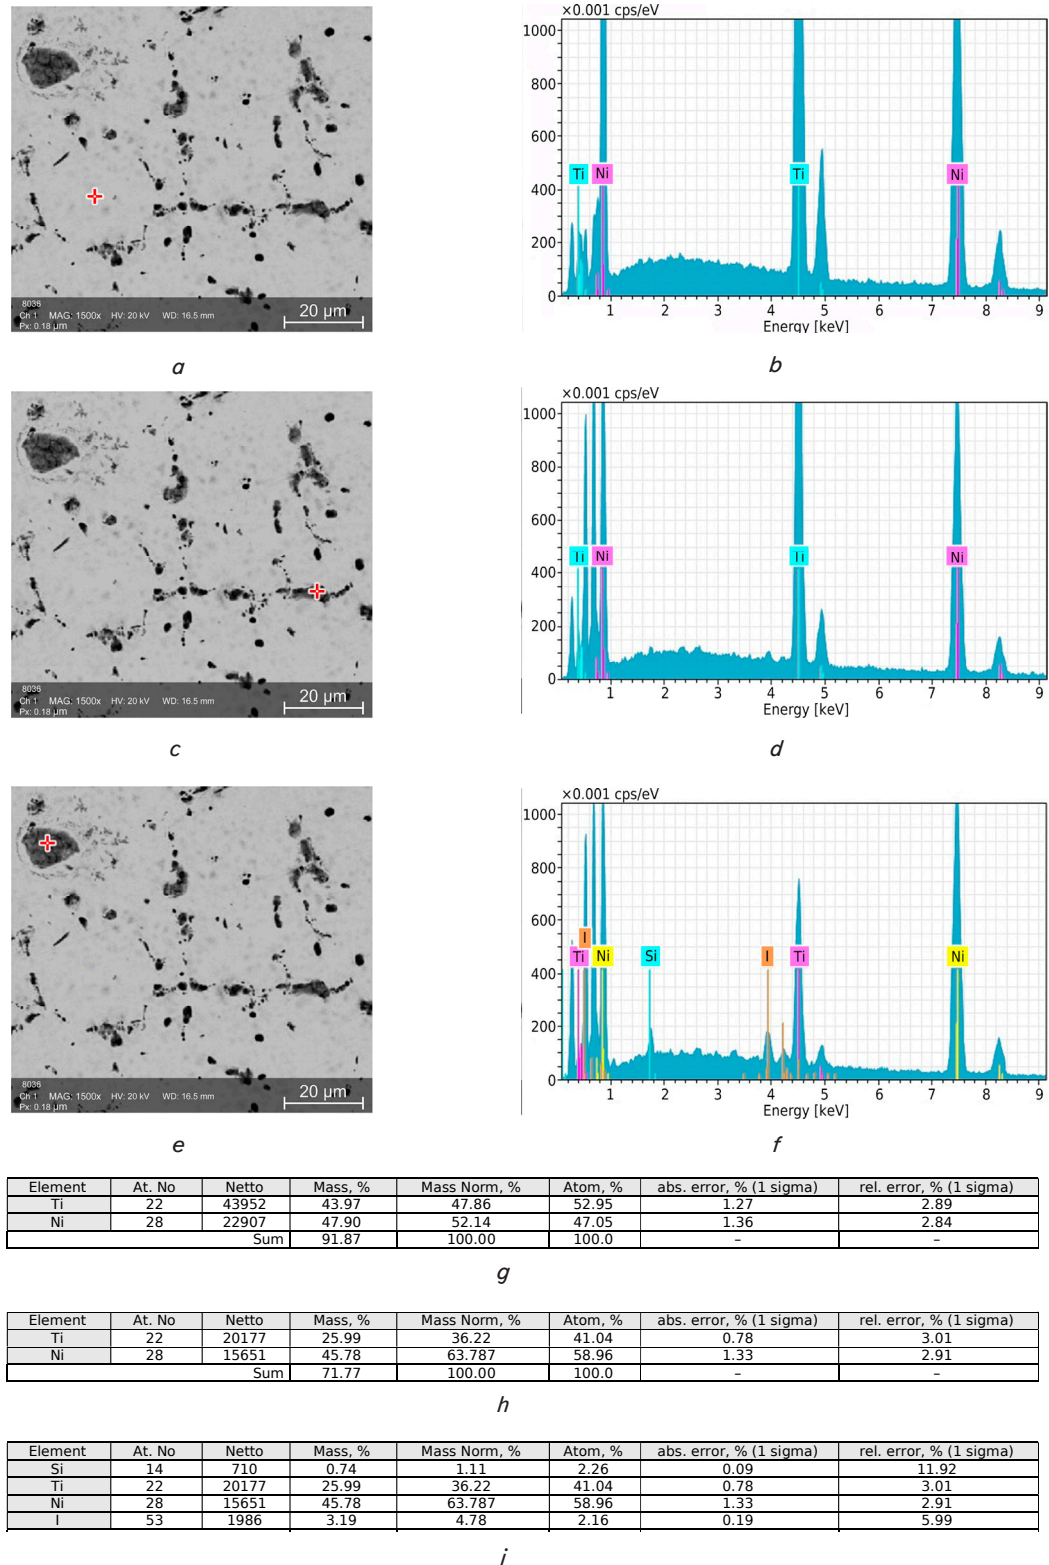 ×0.001 cps/eV
1000
800
600
400
200
0
Ti Ni Ti Ni
1 2 3 4 5 6 7 8 9
Energy [keV]
8036
Ch 1 MAG: 1500x HV: 20 kV WD: 16.5 mm
Px: 0.18 µm
20 µm
a
b
×0.001 cps/eV
1000
800
600
400
200
0
Ti Ni Ti Ni
1 2 3 4 5 6 7 8 9
Energy [keV]
8036
Ch 1 MAG: 1500x HV: 20 kV WD: 16.5 mm
Px: 0.18 µm
20 µm
c
d
×0.001 cps/eV
1000
800
600
400
200
0
I
Ti Ni Si I Ti Ni
1 2 3 4 5 6 7 8 9
Energy [keV]
8036
Ch 1 MAG: 1500x HV: 20 kV WD: 16.5 mm
Px: 0.18 µm
20 µm
e
f
Element At. No Netto Mass, % Mass Norm, % Atom, % abs. error, % (1 sigma) rel. error, % (1 sigma)
Ti 22 43952 43.97 47.86 52.95 1.27 2.89
Ni 28 22907 47.90 52.14 47.05 1.36 2.84
Sum 91.87 100.00 100.0 – –
g
Element At. No Netto Mass, % Mass Norm, % Atom, % abs. error, % (1 sigma) rel. error, % (1 sigma)
Ti 22 20177 25.99 36.22 41.04 0.78 3.01
Ni 28 15651 45.78 63.787 58.96 1.33 2.91
Sum 71.77 100.00 100.0 – –
h
Element At. No Netto Mass, % Mass Norm, % Atom, % abs. error, % (1 sigma) rel. error, % (1 sigma)
Si 14 710 0.74 1.11 2.26 0.09 11.92
Ti 22 20177 25.99 36.22 41.04 0.78 3.01
Ni 28 15651 45.78 63.787 58.96 1.33 2.91
I 53 1986 3.19 4.78 2.16 0.19 5.99
i